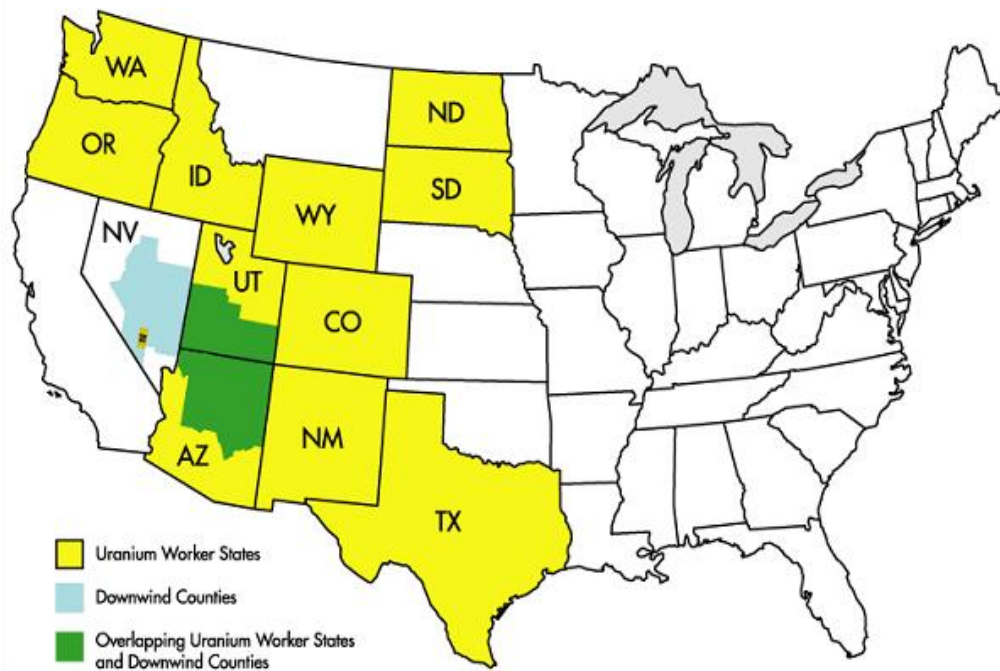 WA
ND
OR
ID
SD
WY
NV
UT
CO
NM
AZ
TX
Uranium Worker States
Downwind Counties
Overlapping Uranium Worker States
and Downwind Counties